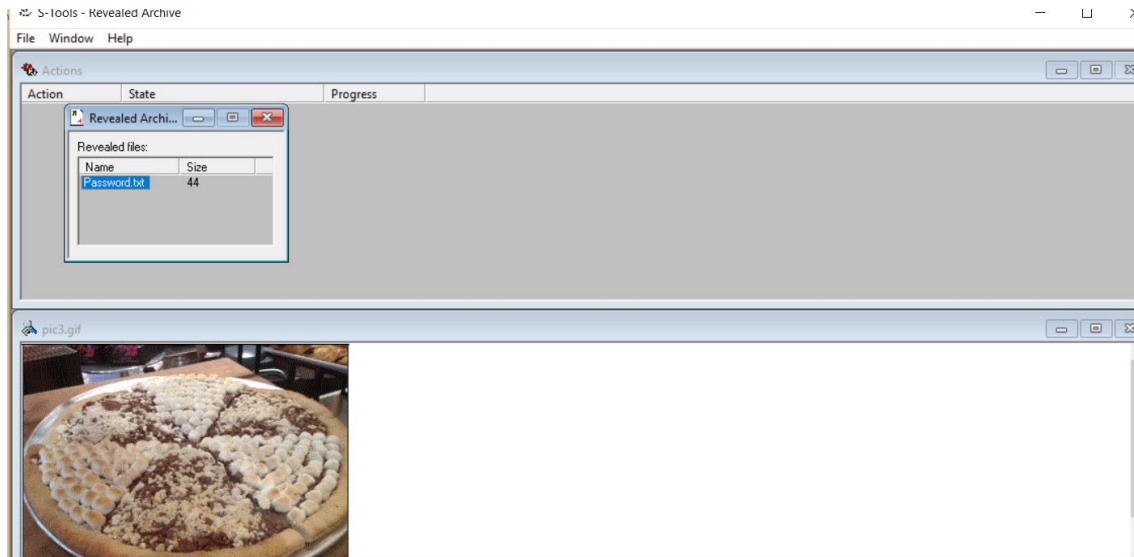 S-Tools - Revealed Archive
File Window Help
Actions
Action State Progress
Revealed Archi...
Revealed files:
Name Size
Password.txt 44
pic3.gif